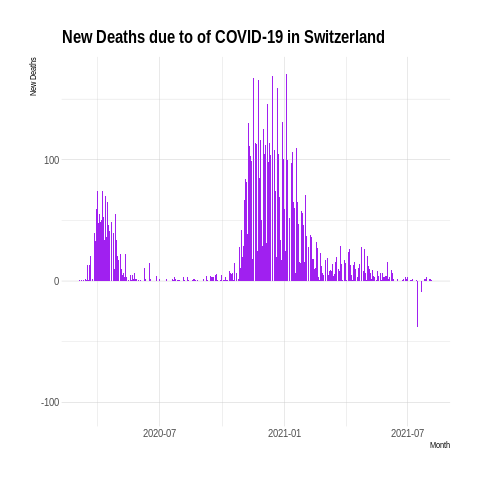 New Deaths due to of COVID-19 in Switzerland
New Deaths
100
0
-100
2020-07
2021-01
2021-07
Month